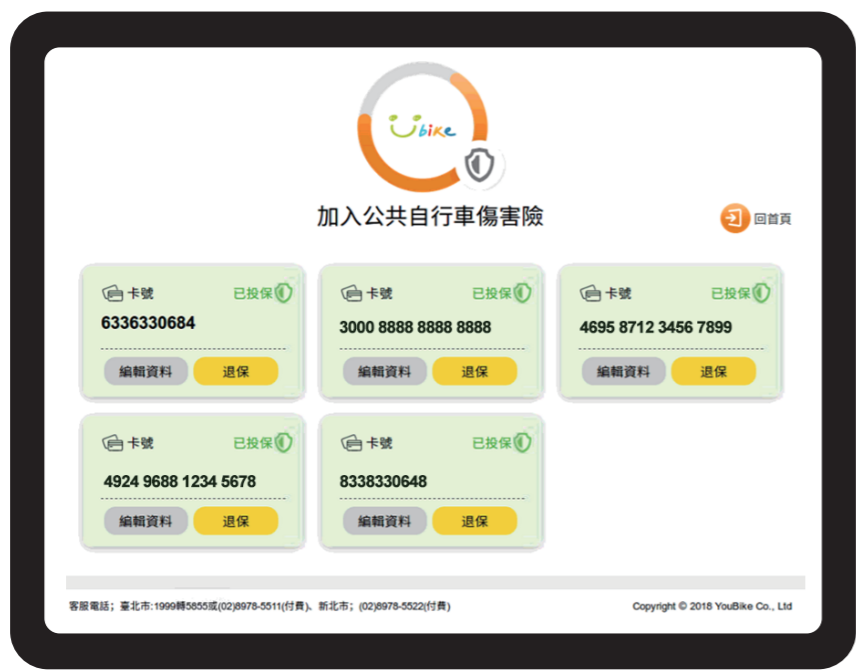 Ubike
加入公共自行車傷害險
回首頁
卡號 已投保
6336330684
編輯資料 退保
卡號 已投保
3000 8888 8888 8888
編輯資料 退保
卡號 已投保
4695 8712 3456 7899
編輯資料 退保
卡號 已投保
4924 9688 1234 5678
編輯資料 退保
卡號 已投保
8338330648
編輯資料 退保
客服電話；臺北市:1999轉5855或(02)8978-5511(付費)、新北市；(02)8978-5522(付費)
Copyright © 2018 YouBike Co., Ltd